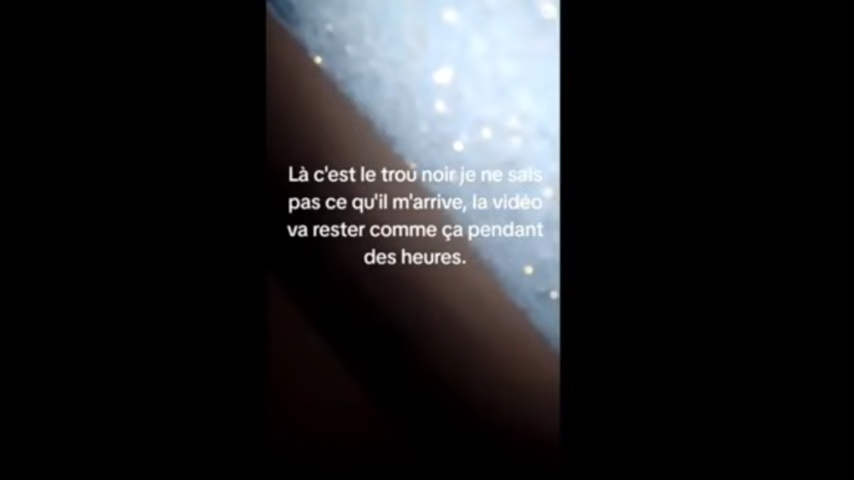 Là c'est le trou noir je ne sais
pas ce qu'il m'arrive, la vidéo
va rester comme ça pendant
des heures.